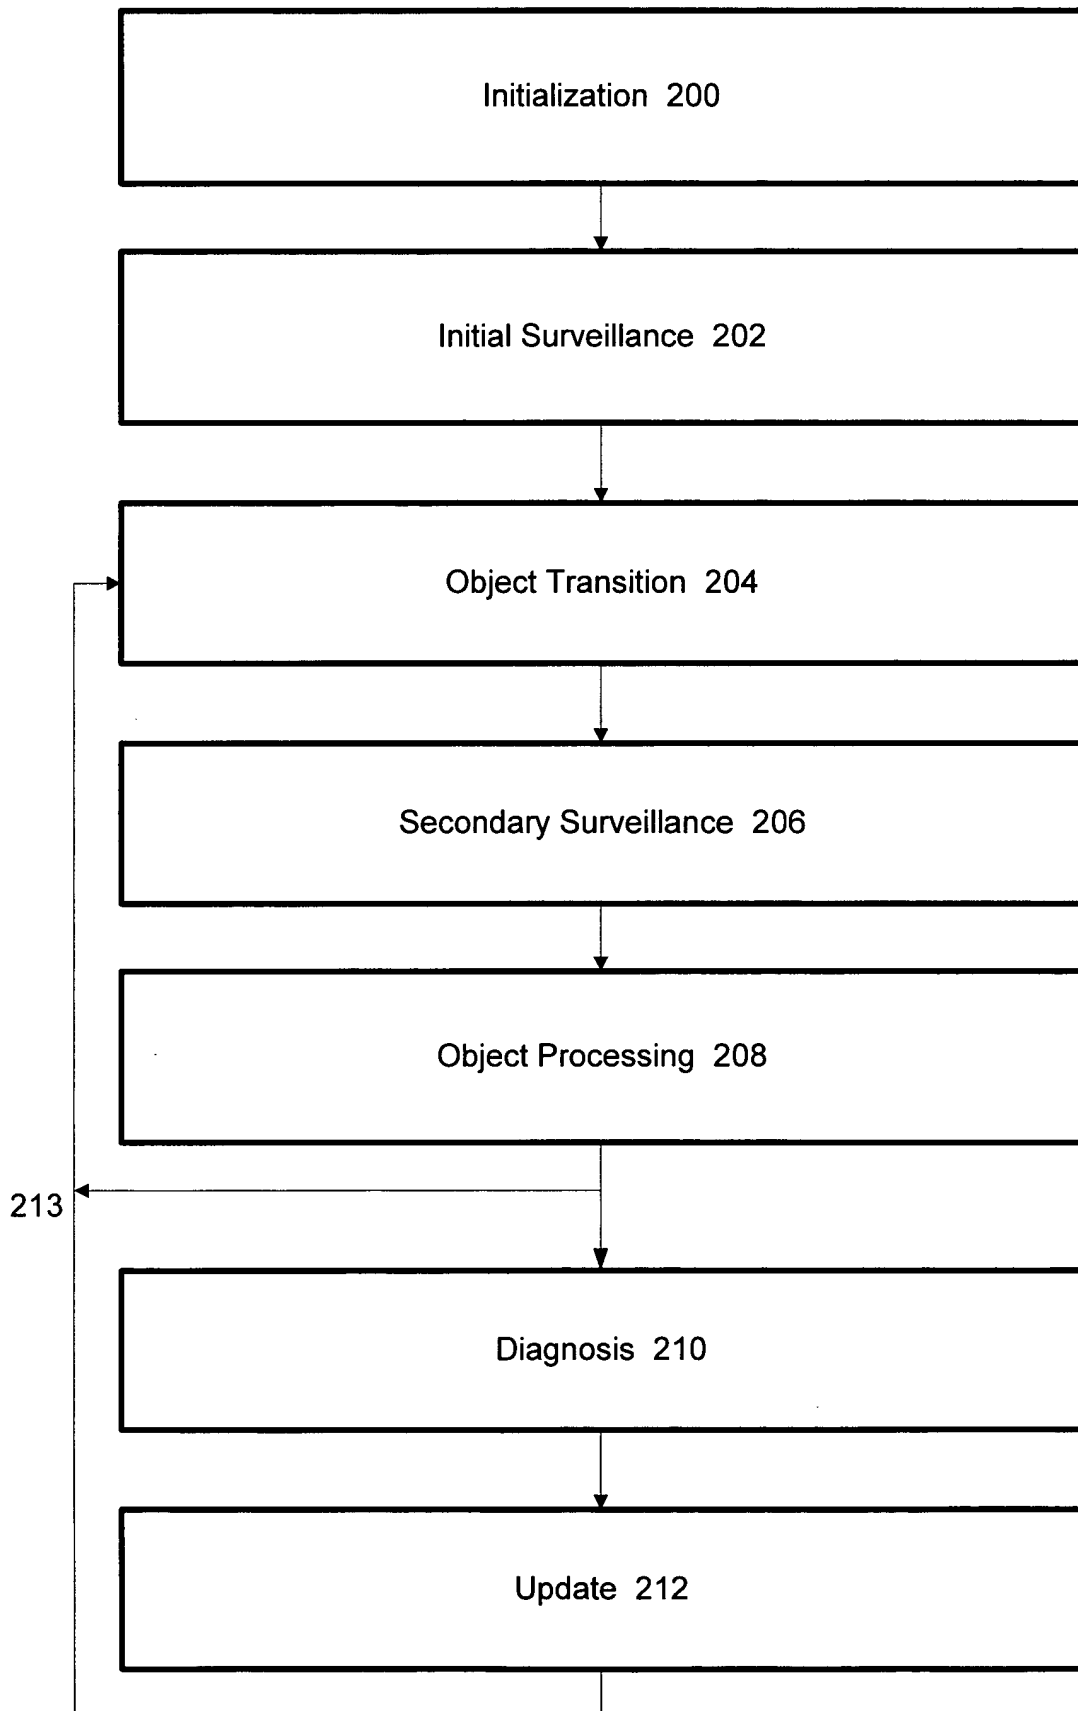 Initialization 200
Initial Surveillance 202
Object Transition 204
Secondary Surveillance 206
Object Processing 208
213
Diagnosis 210
Update 212